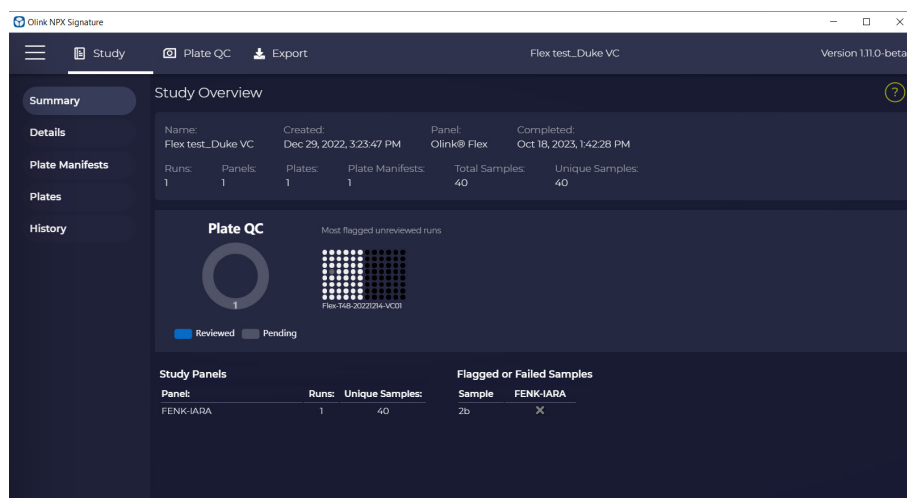 Olink NPX Signature
Study Plate QC Export Flex test_Duke VC Version 1.11.0-beta
Summary
Details
Plate Manifests
Plates
History
Study Overview
?
Name: Created: Panel: Completed:
Flex test_Duke VC Dec 29, 2022, 3:23:47 PM Olink® Flex Oct 18, 2023, 1:42:28 PM
Runs: Panels: Plates: Plate Manifests: Total Samples: Unique Samples:
1 1 1 1 40 40
Plate QC
1
Reviewed Pending
Most flagged unreviewed runs
Flex-T48-20221214-VC01
Study Panels
Panel: Runs: Unique Samples:
FENK-IARA 1 40
Flagged or Failed Samples
Sample FENK-IARA
2b